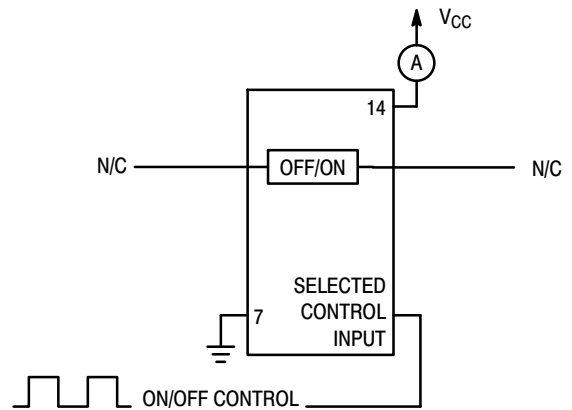 VCC
A
14
N/C
OFF/ON
N/C
SELECTED
7
CONTROL
INPUT
ON/OFF CONTROL